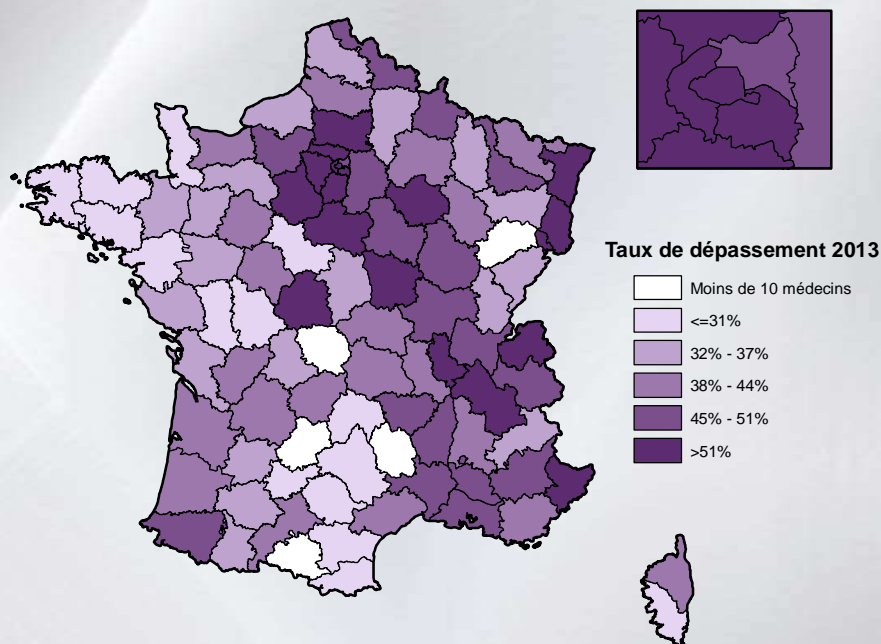 Taux de dépassement 2013
Moins de 10 médecins
<=31%
32% - 37%
38% - 44%
45% - 51%
>51%